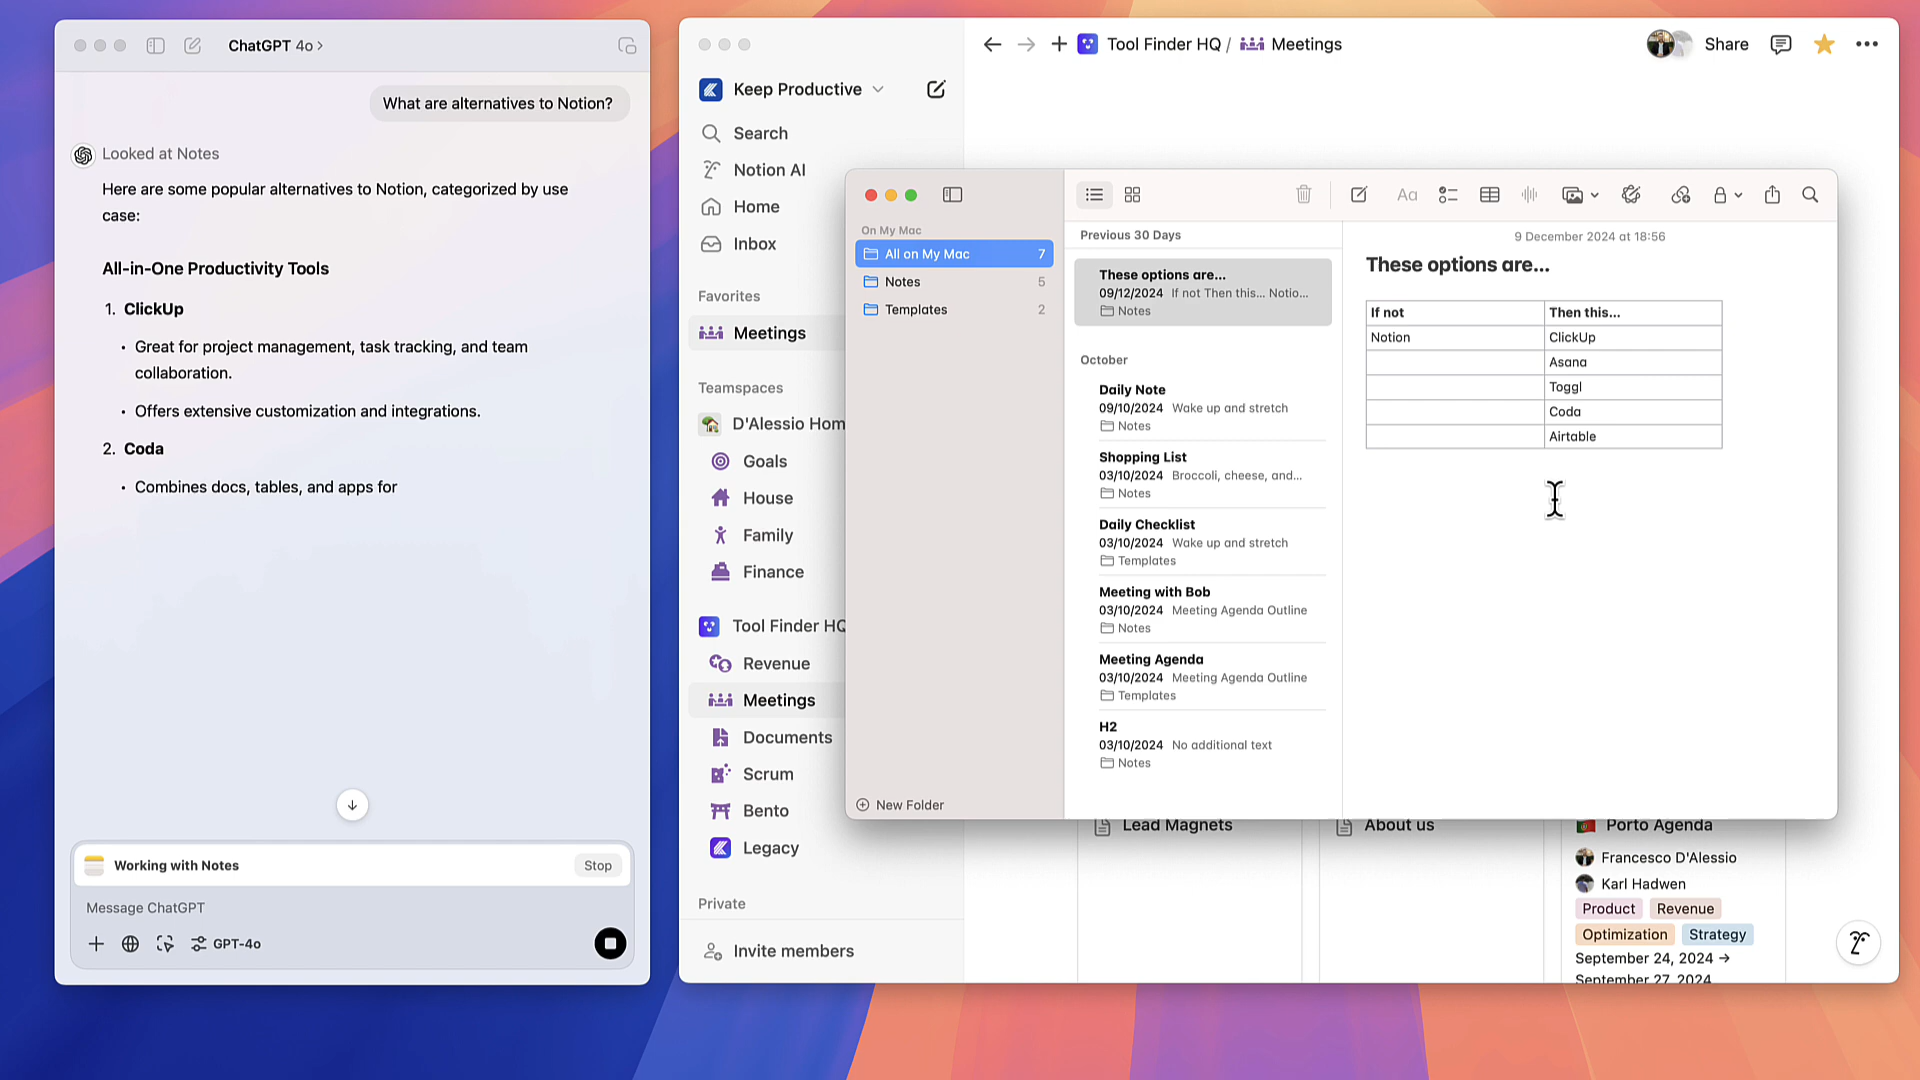 ChatGPT 4o >
What are alternatives to Notion?
Looked at Notes
Here are some popular alternatives to Notion, categorized by use
case:
All-in-One Productivity Tools
1. ClickUp
• Great for project management, task tracking, and team
collaboration.
• Offers extensive customization and integrations.
2. Coda
• Combines docs, tables, and apps for
Working with Notes
Stop
Message ChatGPT
GPT-4o
Keep Productive
Search
Notion AI
Home
Inbox
Favorites
Meetings
Teamspaces
D'Alessio Hom
Goals
House
Family
Finance
Tool Finder HQ
Revenue
Meetings
Documents
Scrum
Bento
Legacy
Private
Invite members
Tool Finder HQ / Meetings
Share
On My Mac
All on My Mac 7
Notes 5
Templates 2
New Folder
Aa
Previous 30 Days
These options are...
09/12/2024 If not Then this... Notio...
Notes
October
Daily Note
09/10/2024 Wake up and stretch
Notes
Shopping List
03/10/2024 Broccoli, cheese, and...
Notes
Daily Checklist
03/10/2024 Wake up and stretch
Templates
Meeting with Bob
03/10/2024 Meeting Agenda Outline
Notes
Meeting Agenda
03/10/2024 Meeting Agenda Outline
Templates
H2
03/10/2024 No additional text
Notes
9 December 2024 at 18:56
These options are...
If not Then this...
Notion ClickUp
Asana
Toggl
Coda
Airtable
Lead Magnets
About us
Porto Agenda
Francesco D'Alessio
Karl Hadwen
Product Revenue
Optimization Strategy
September 24, 2024 →
September 27, 2024